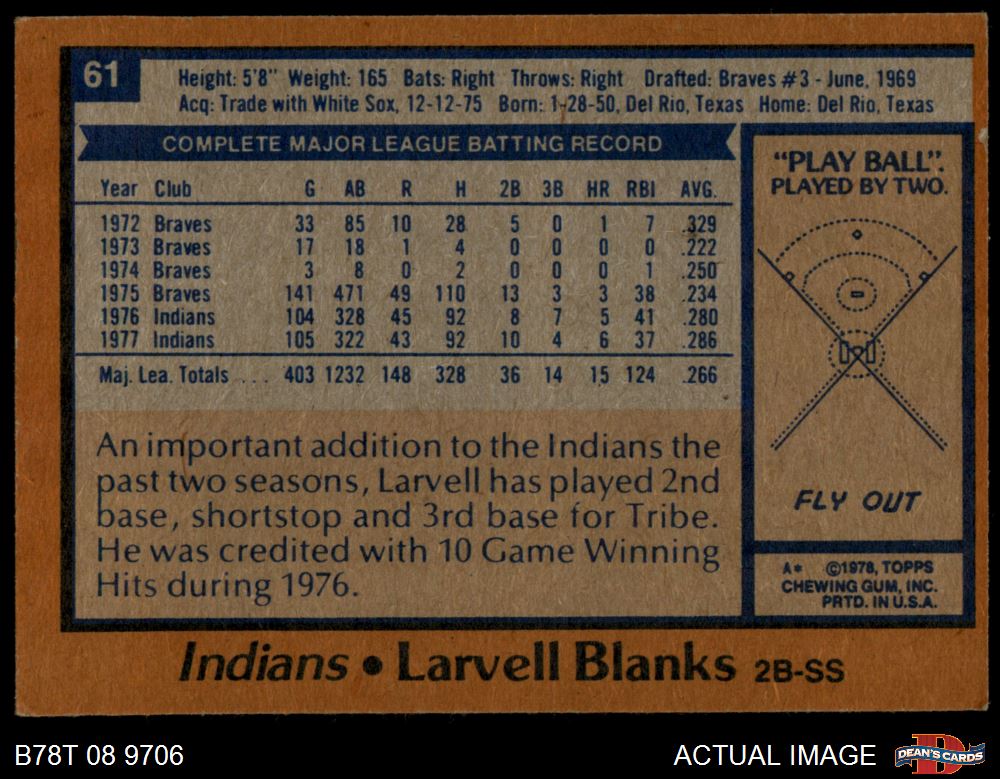 61
Height: 5'8" Weight: 165 Bats: Right Throws: Right Drafted: Braves #3 - June, 1969
Acq: Trade with White Sox, 12-12-75 Born: 1-28-50, Del Rio, Texas Home: Del Rio, Texas
COMPLETE MAJOR LEAGUE BATTING RECORD
Year Club G AB R H 2B 3B HR RBI AVG.
1972 Braves 33 85 10 28 5 0 1 7 .329
1973 Braves 17 18 1 4 0 0 0 0 .222
1974 Braves 3 8 0 2 0 0 0 1 .250
1975 Braves 141 471 49 110 13 3 3 38 .234
1976 Indians 104 328 45 92 8 7 5 41 .280
1977 Indians 105 322 43 92 10 4 6 37 .286
Maj. Lea. Totals ... 403 1232 148 328 36 14 15 124 .266
An important addition to the Indians the
past two seasons, Larvell has played 2nd
base, shortstop and 3rd base for Tribe.
He was credited with 10 Game Winning
Hits during 1976.
"PLAY BALL".
PLAYED BY TWO.
FLY OUT
A* ©1978, TOPPS
CHEWING GUM, INC.
PRTD. IN U.S.A.
Indians • Larvell Blanks 2B-SS
B78T 08 9706
ACTUAL IMAGE
D
DEAN'S CARDS